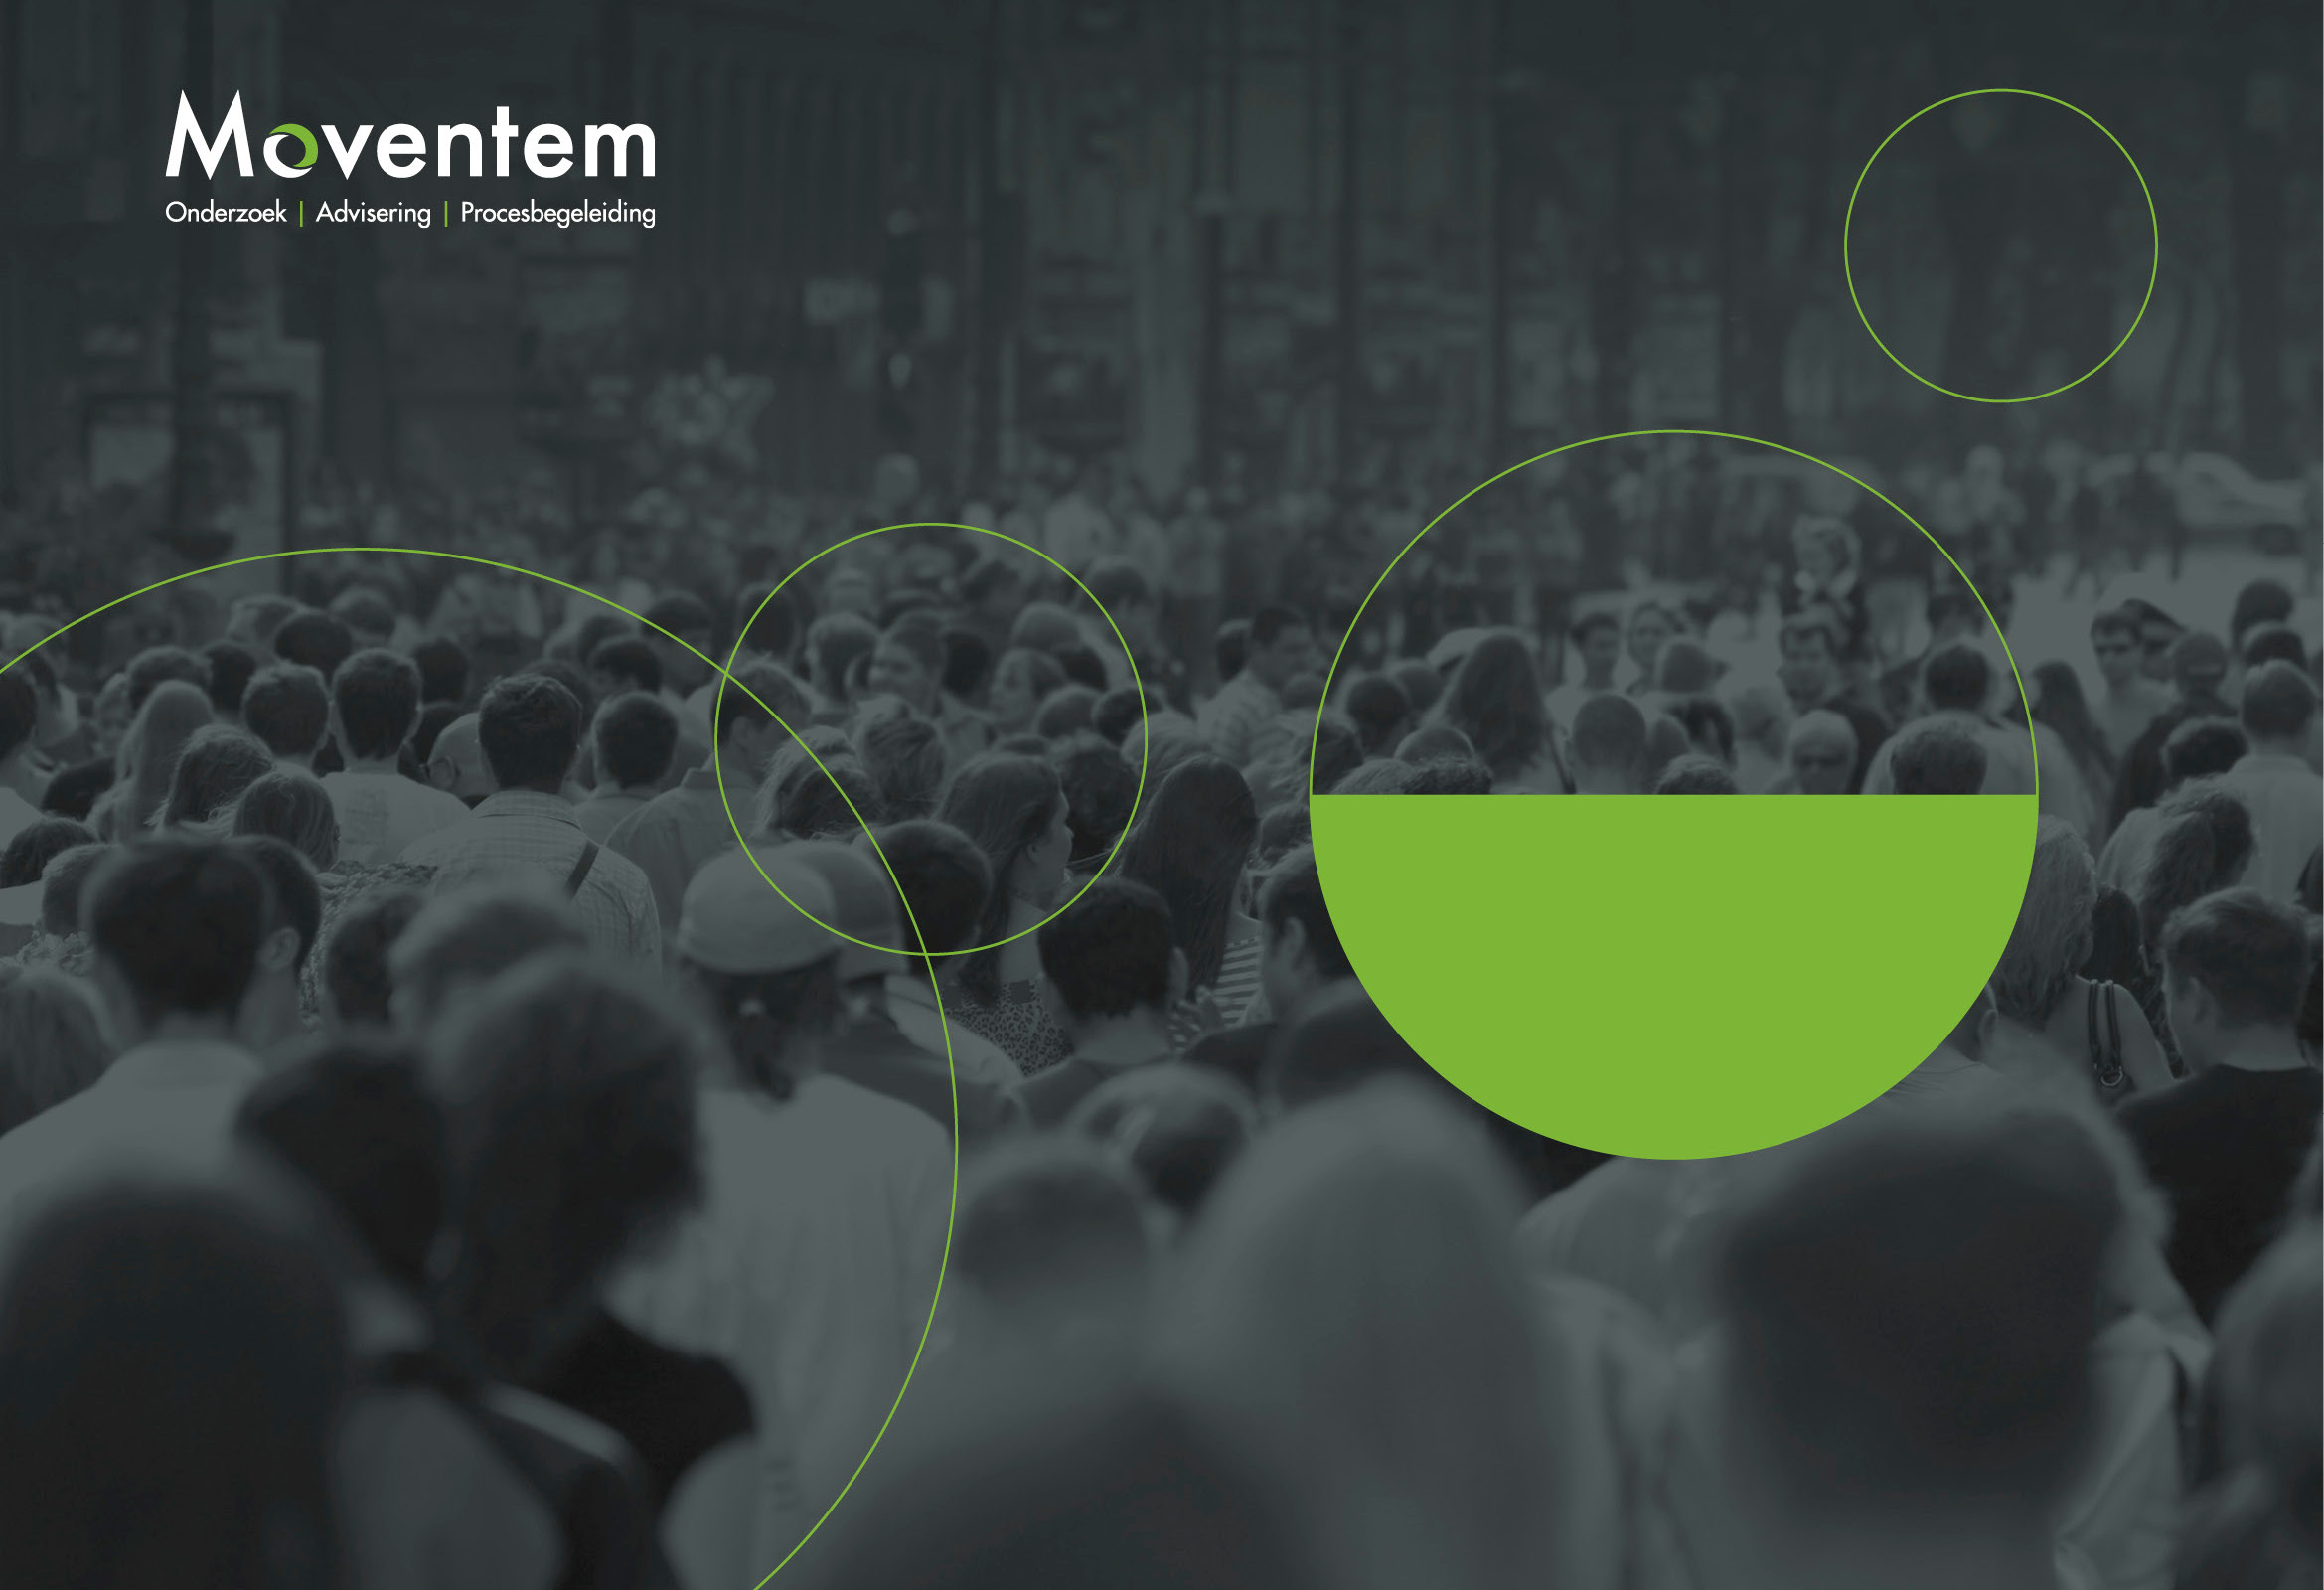 Moventem
Onderzoek | Advisering | Procesbegeleiding